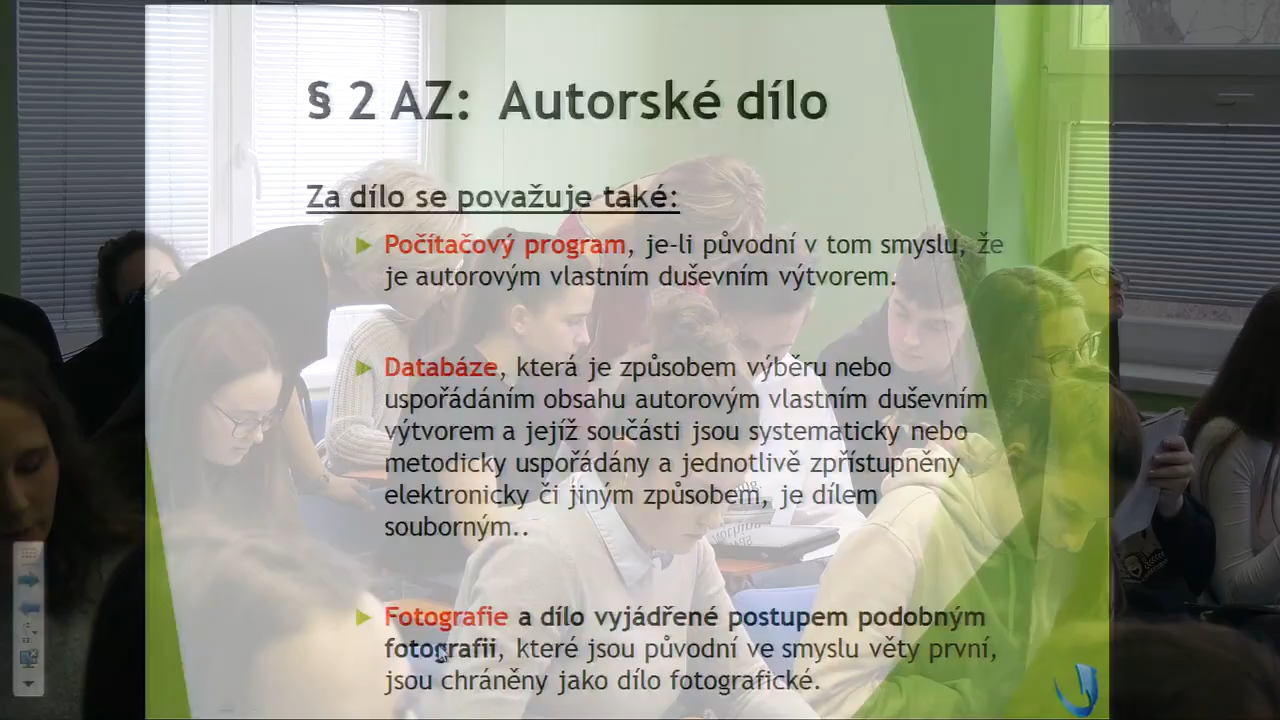 § 2 AZ: Autorské dílo
Za dílo se považuje také:
Počítačový program, je-li původní v tom smyslu, že
je autorovým vlastním duševním výtvorem.
Databáze, která je způsobem výběru nebo
uspořádáním obsahu autorovým vlastním duševním
výtvorem a jejíž součásti jsou systematicky nebo
metodicky uspořádány a jednotlivě zpřístupněny
elektronicky či jiným způsobem, je dílem
souborným..
Fotografie a dílo vyjádřené postupem podobným
fotografii, které jsou původní ve smyslu věty první,
jsou chráněny jako dílo fotografické.